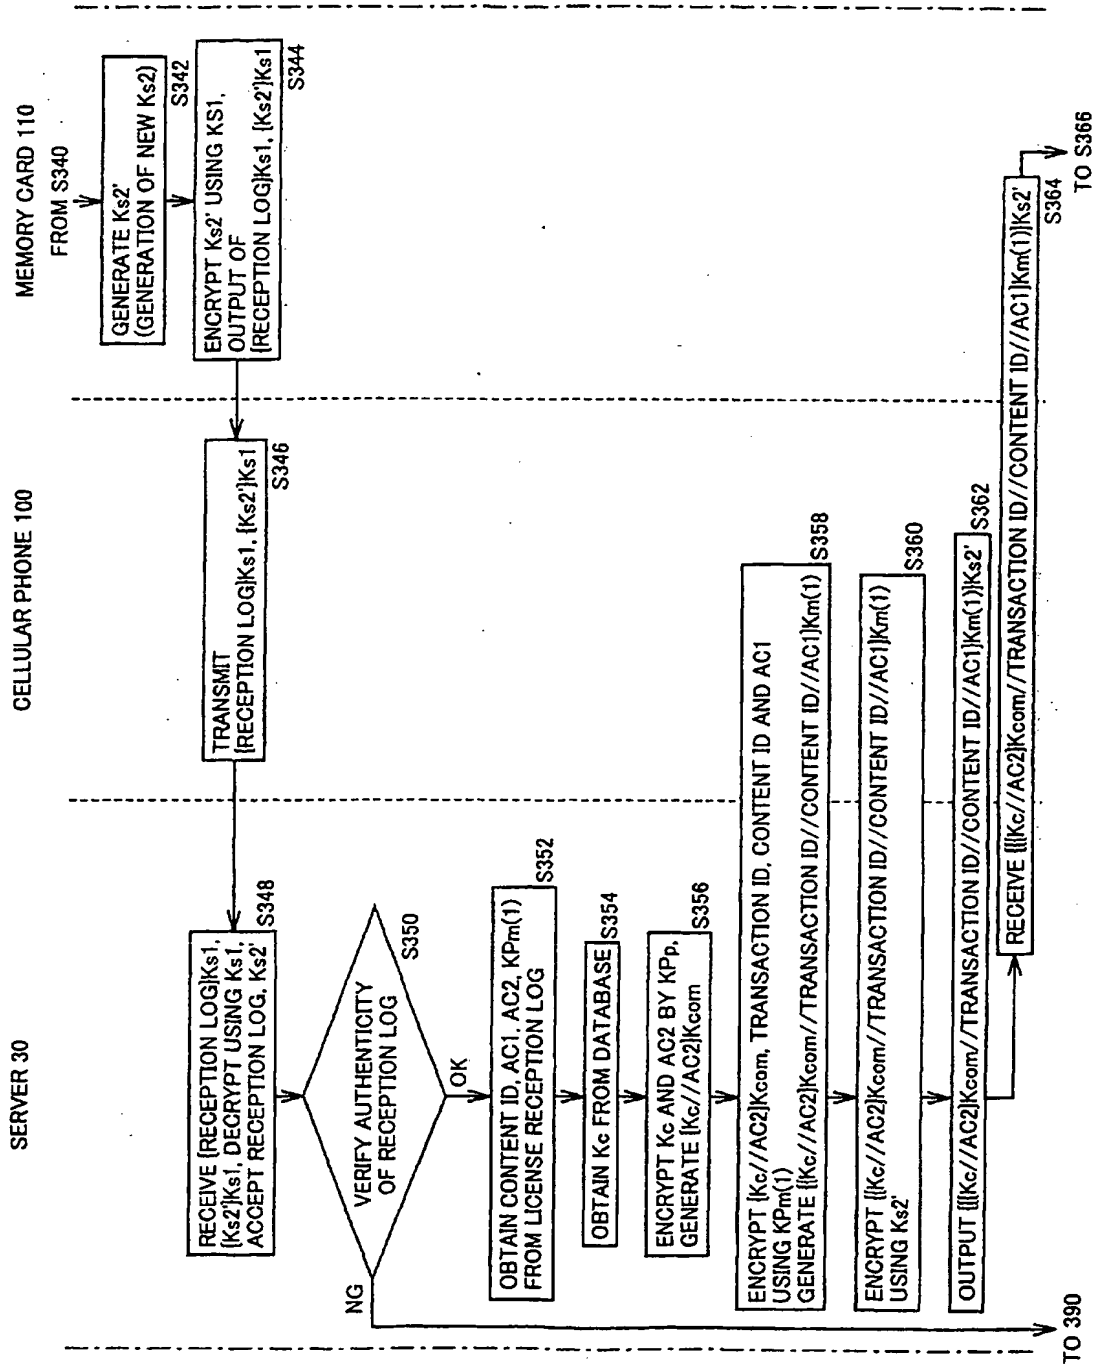 SERVER 30
CELLULAR PHONE 100
MEMORY CARD 110
FROM S340
GENERATE Ks2'
(GENERATION OF NEW Ks2)
S342
ENCRYPT Ks2' USING KS1,
OUTPUT OF
{RECEPTION LOG}Ks1, {Ks2'}Ks1
S344
TRANSMIT
{RECEPTION LOG}Ks1, {Ks2'}Ks1
S346
RECEIVE {RECEPTION LOG}Ks1,
{Ks2'}Ks1, DECRYPT USING Ks1,
ACCEPT RECEPTION LOG, Ks2'
S348
VERIFY AUTHENTICITY
OF RECEPTION LOG
S350
NG
OK
OBTAIN CONTENT ID, AC1, AC2, KPm(1)
FROM LICENSE RECEPTION LOG
S352
OBTAIN Kc FROM DATABASE
S354
ENCRYPT Kc AND AC2 BY KPp,
GENERATE {Kc//AC2}Kcom
S356
ENCRYPT {Kc//AC2}Kcom, TRANSACTION ID, CONTENT ID AND AC1
USING KPm(1)
GENERATE {{Kc//AC2}Kcom//TRANSACTION ID//CONTENT ID//AC1}Km(1)
S358
ENCRYPT {{Kc//AC2}Kcom//TRANSACTION ID//CONTENT ID//AC1}Km(1)
USING Ks2'
S360
OUTPUT {{{Kc//AC2}Kcom//TRANSACTION ID//CONTENT ID//AC1}Km(1)}Ks2'
S362
RECEIVE {{{Kc//AC2}Kcom//TRANSACTION ID//CONTENT ID//AC1}Km(1)}Ks2'
S364
TO S366
TO 390